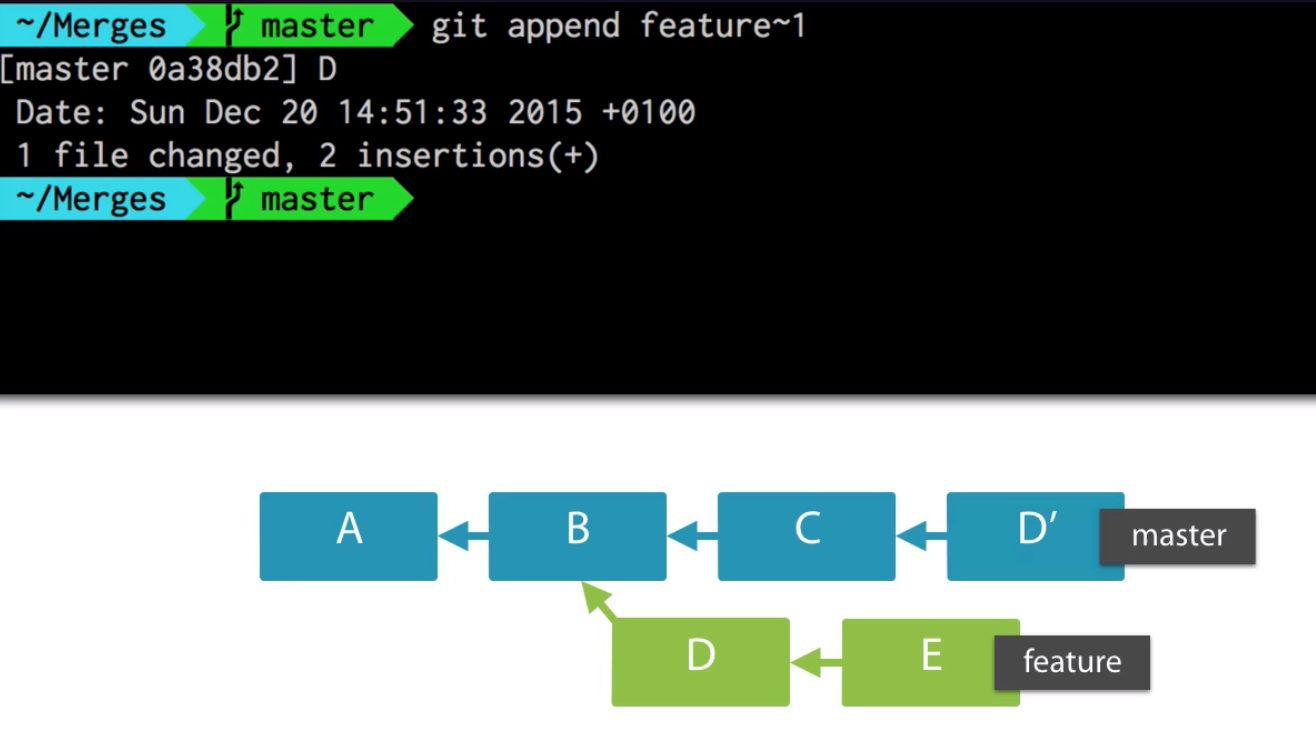 ~/Merges master git append feature~1
[master 0a38db2] D
Date: Sun Dec 20 14:51:33 2015 +0100
1 file changed, 2 insertions(+)
~/Merges master
A B C D’ master
D E feature